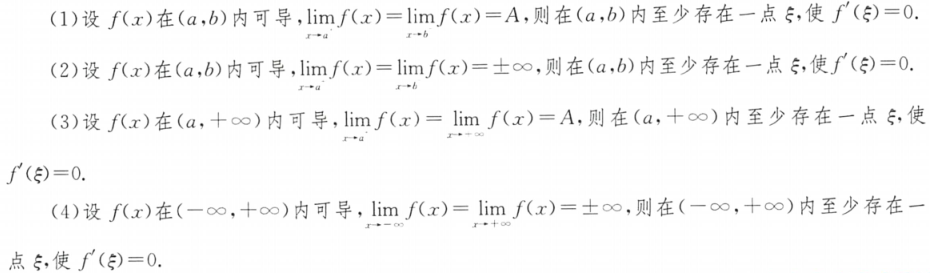 (1)设 f(x)在(a,b)内可导,lim_{x→a⁺} f(x)=lim_{x→b⁻} f(x)=A,则在(a,b)内至少存在一点 ξ,使 f′(ξ)=0.
(2)设 f(x)在(a,b)内可导,lim_{x→a⁺} f(x)=lim_{x→b⁻} f(x)=±∞,则在(a,b)内至少存在一点 ξ,使f′(ξ)=0.
(3)设 f(x)在(a,+∞)内可导,lim_{x→a⁺} f(x)= lim_{x→-∞} f(x)=A,则在(a,+∞)内至少存在一点 ξ,使
f′(ξ)=0.
(4)设 f(x)在(-∞,+∞)内可导,lim_{x→-∞} f(x)= lim_{x→+∞} f(x)=±∞,则在(-∞,+∞)内至少存在一
点 ξ,使 f′(ξ)=0.